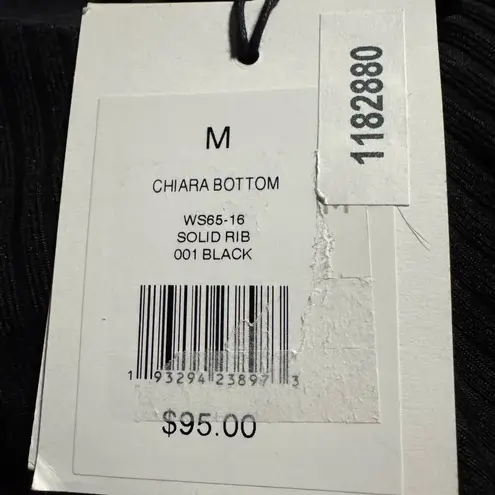 1182880
M
CHIARA BOTTOM
WS65-16
SOLID RIB
001 BLACK
1 93294 23897 3
$95.00